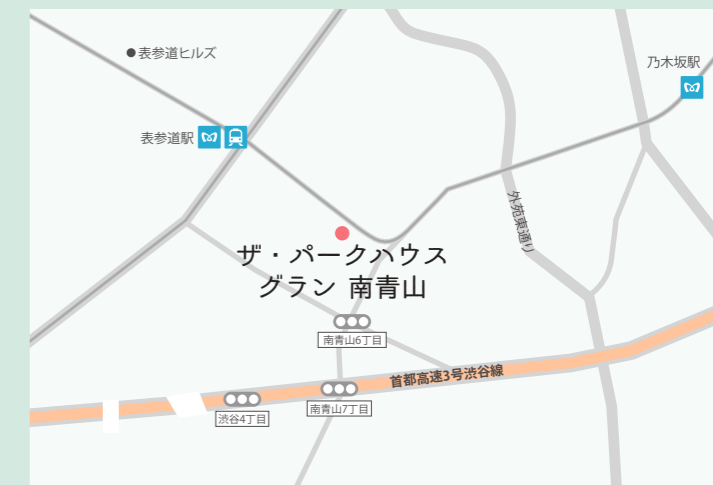 表参道ヒルズ
乃木坂駅
表参道駅
外苑東通り
ザ・パークハウス
グラン 南青山
南青山6丁目
首都高速3号渋谷線
南青山7丁目
渋谷4丁目